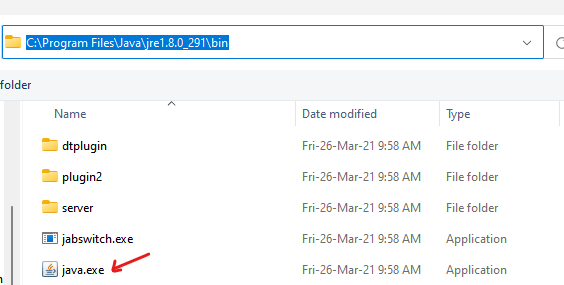 C:\Program Files\Java\jre1.8.0_291\bin
folder
Name Date modified Type
dtplugin Fri-26-Mar-21 9:58 AM File folder
plugin2 Fri-26-Mar-21 9:58 AM File folder
server Fri-26-Mar-21 9:58 AM File folder
jabswitch.exe Fri-26-Mar-21 9:58 AM Application
java.exe Fri-26-Mar-21 9:58 AM Application